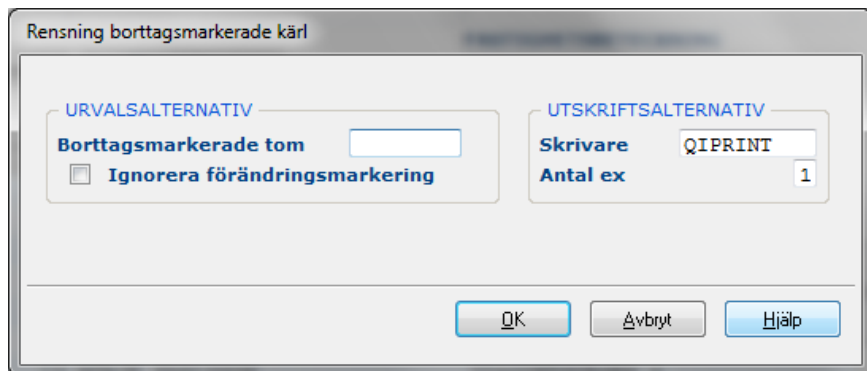 Rensning borttagsmarkerade kärl
URVALSALTERNATIV
Borttagsmarkerade tom
Ignorera förändringsmarkering
UTSKRIFTSALTERNATIV
Skrivare QIPRINT
Antal ex 1
OK Avbryt Hjälp